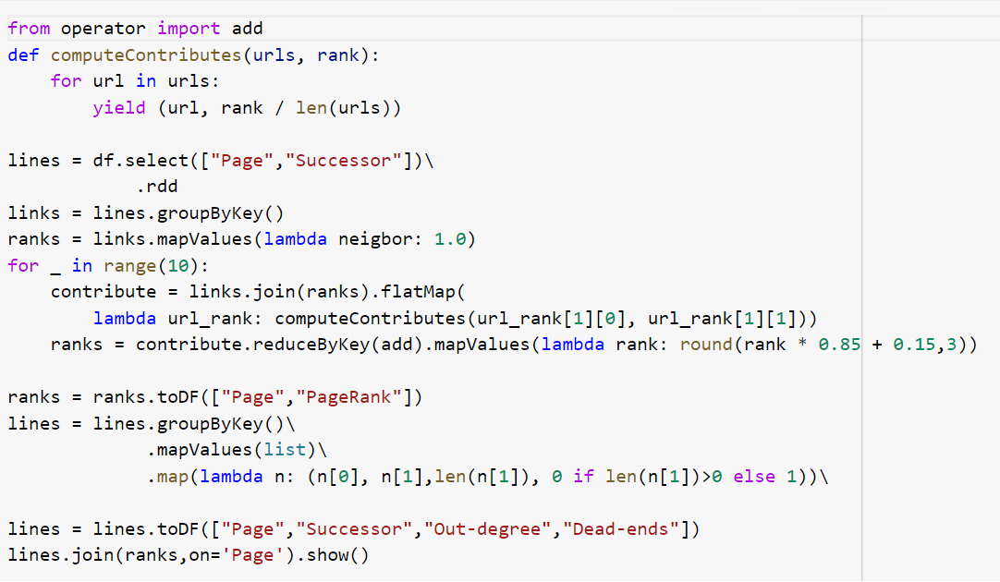 from operator import add
def computeContributes(urls, rank):
    for url in urls:
        yield (url, rank / len(urls))

lines = df.select(["Page","Successor"])\
            .rdd
links = lines.groupByKey()
ranks = links.mapValues(lambda neigbor: 1.0)
for _ in range(10):
    contribute = links.join(ranks).flatMap(
        lambda url_rank: computeContributes(url_rank[1][0], url_rank[1][1]))
    ranks = contribute.reduceByKey(add).mapValues(lambda rank: round(rank * 0.85 + 0.15,3))

ranks = ranks.toDF(["Page","PageRank"])
lines = lines.groupByKey()\
             .mapValues(list)\
             .map(lambda n: (n[0], n[1],len(n[1]), 0 if len(n[1])>0 else 1))\

lines = lines.toDF(["Page","Successor","Out-degree","Dead-ends"])
lines.join(ranks,on='Page').show()